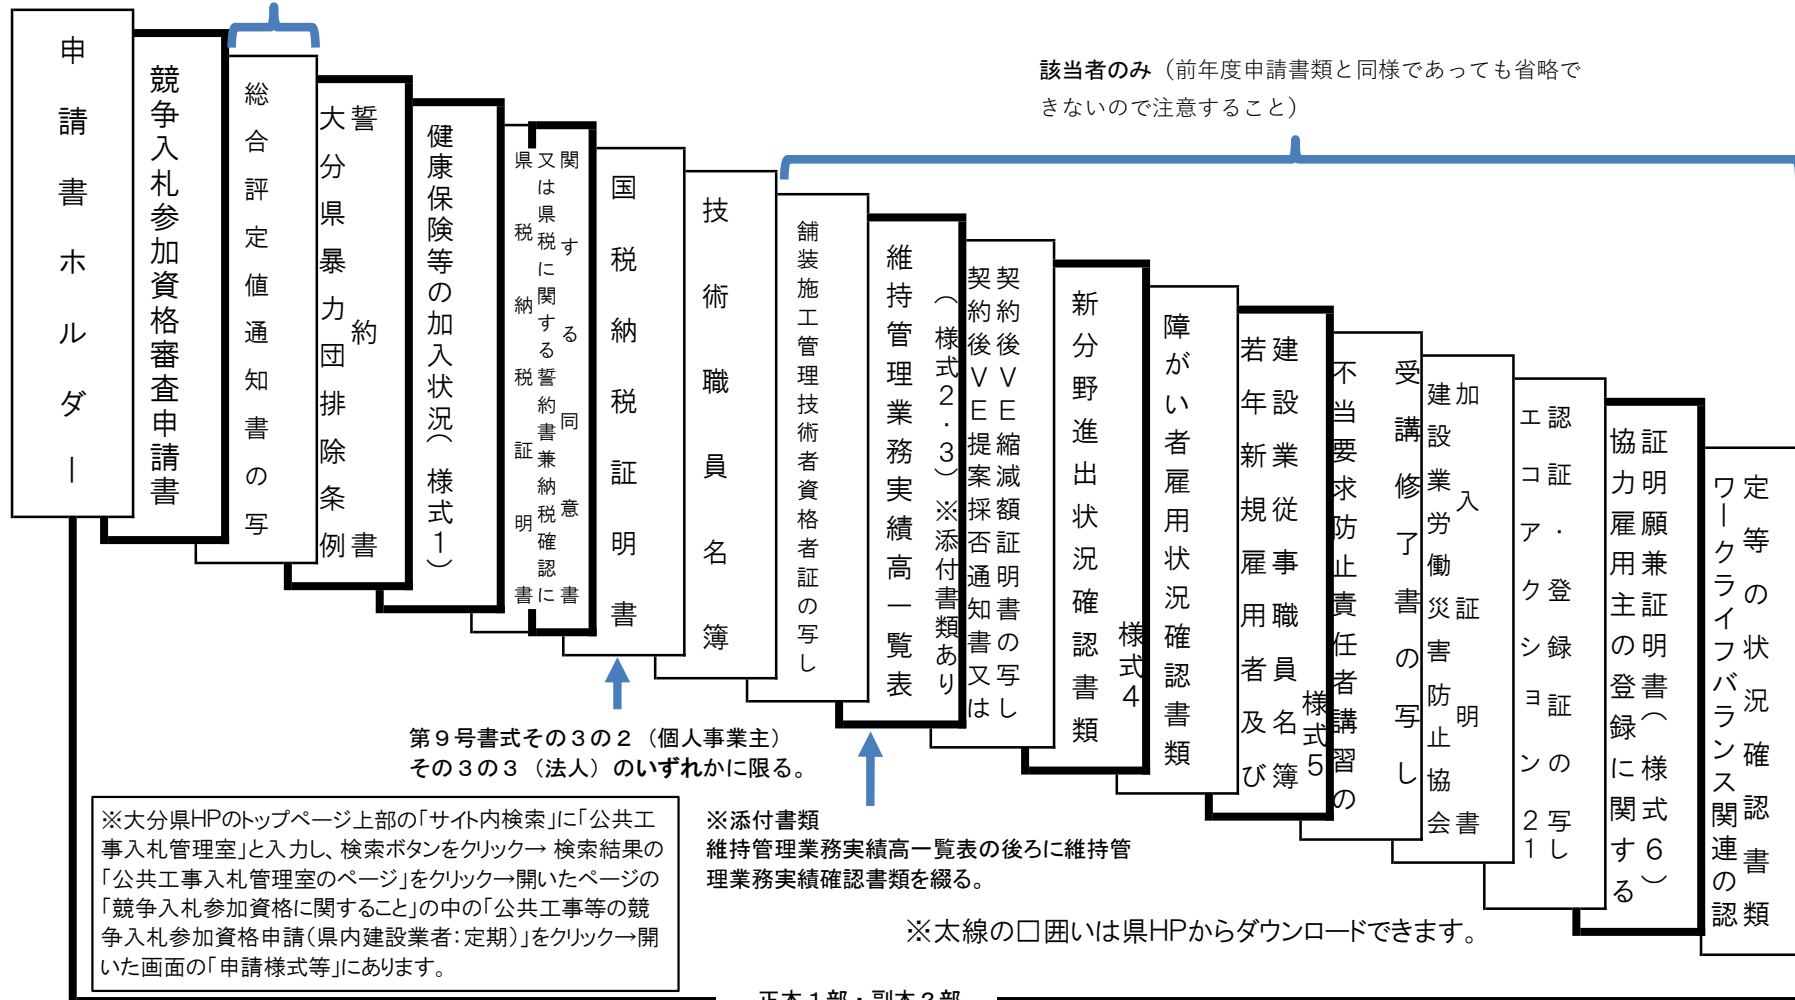 申請書ホルダー
競争入札参加資格審査申請書
総合評定値通知書の写
誓約書
大分県暴力団排除条例
健康保険等の加入状況（様式１）
県税納税証明書
又は県税に関する誓約書兼納税確認に
関する同意書
国税納税証明書
技術職員名簿
舗装施工管理技術者資格者証の写し
維持管理業務実績高一覧表
（様式２・３）※添付書類あり
契約後ＶＥ縮減額証明書の写し
契約後ＶＥ提案採否通知書又は
新分野進出状況確認書類
様式４
障がい者雇用状況確認書類
建設業従事職員名簿
若年新規雇用者及び
様式５
不当要求防止責任者講習の
受講修了書の写し
建設業労働災害防止協会
加入証明書
エコアクション２１
認証・登録証の写し
協力雇用主の登録に関する
証明願兼証明書（様式６）
ワークライフバランス関連の認
定等の状況確認書類
該当者のみ（前年度申請書類と同様であっても省略で
きないので注意すること）
第９号書式その３の２（個人事業主）
その３の３（法人）のいずれかに限る。
※添付書類
維持管理業務実績高一覧表の後ろに維持管
理業務実績確認書類を綴る。
※大分県HPのトップページ上部の「サイト内検索」に「公共工
事入札管理室」と入力し、検索ボタンをクリック→ 検索結果の
「公共工事入札管理室のページ」をクリック→開いたページの
「競争入札参加資格に関すること」の中の「公共工事等の競
争入札参加資格申請(県内建設業者：定期)」をクリック→開
いた画面の「申請様式等」にあります。
※太線の□囲いは県HPからダウンロードできます。